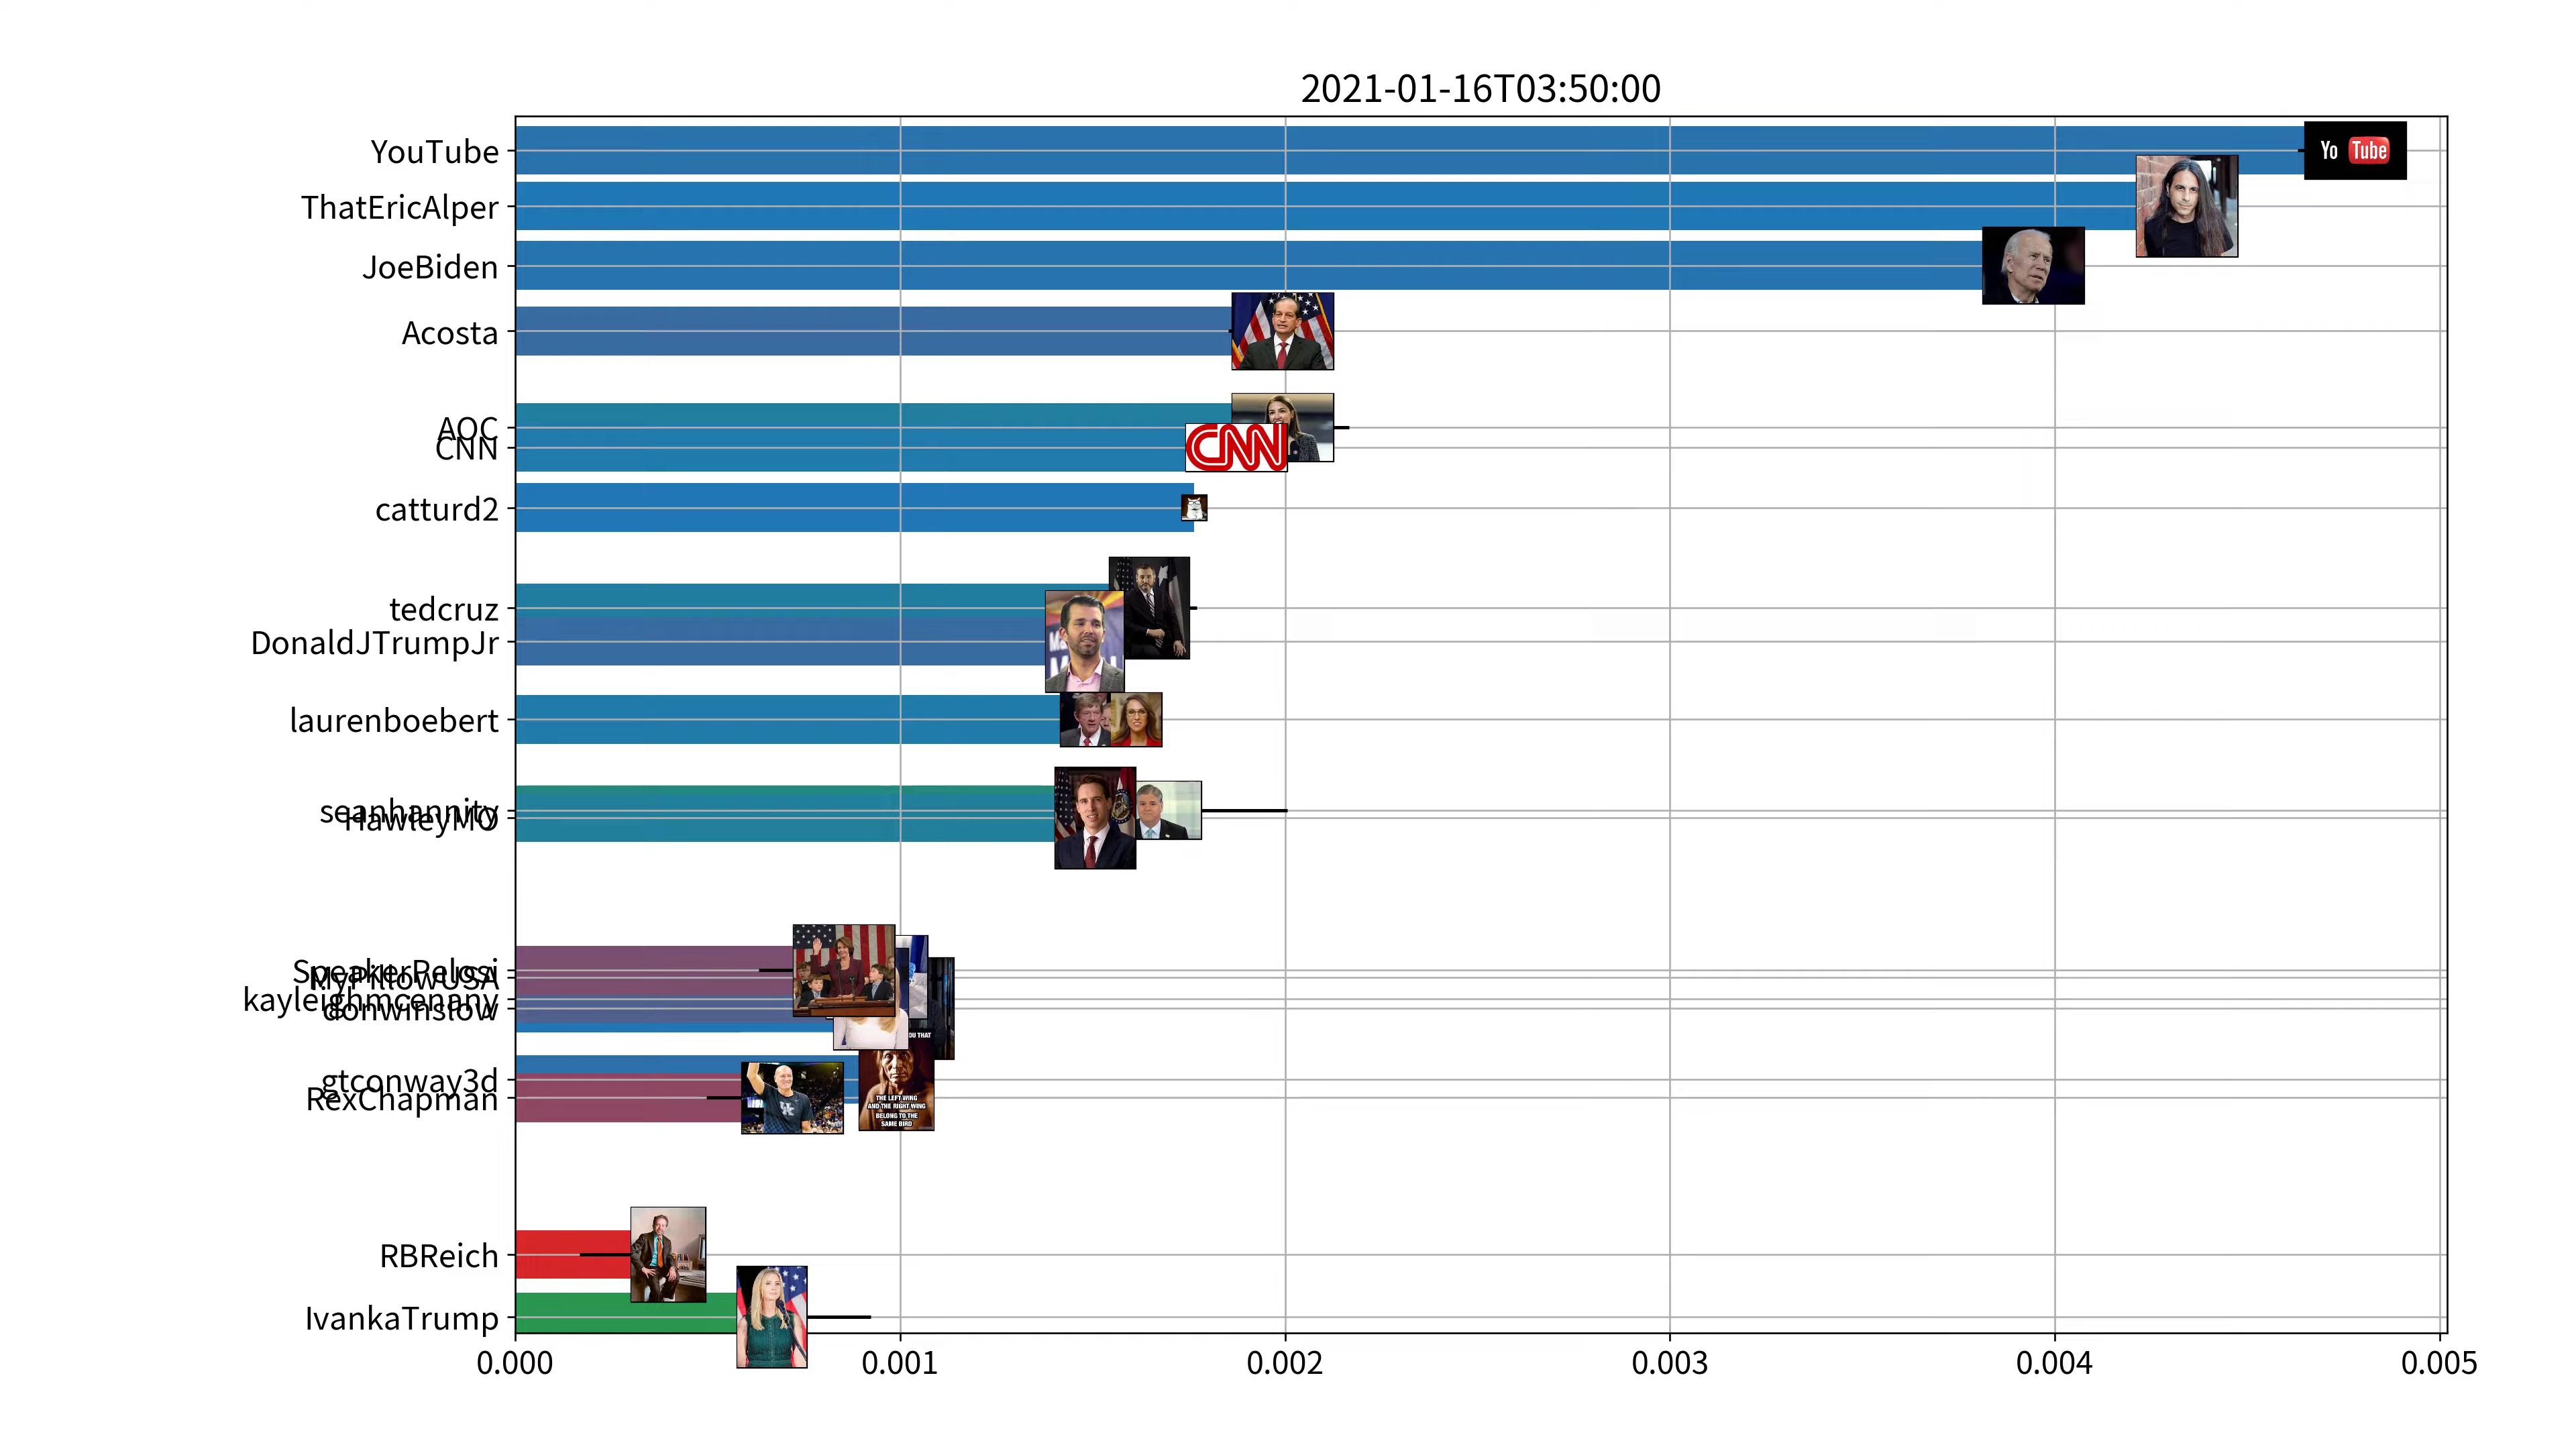 2021-01-16T03:50:00
YouTube
Yo Tube
ThatEricAlper
JoeBiden
Acosta
AOC
CNN
CNN
catturd2
tedcruz
DonaldJTrumpJr
laurenboebert
seanhannity
HawleyMO
SpeakerPelosi
MyPillowUSA
kayleighmcenany
donwinslow
OU THAT
gtconway3d
RexChapman
THE LEFT WING
AND THE RIGHT WING
BELONG TO THE
SAME BIRD
RBReich
IvankaTrump
0.000 0.001 0.002 0.003 0.004 0.005